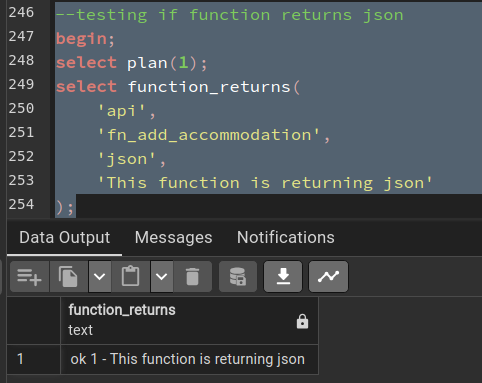 246 --testing if function returns json
247 begin;
248 select plan(1);
249 select function_returns(
250 'api',
251 'fn_add_accommodation',
252 'json',
253 'This function is returning json'
254 );
Data Output Messages Notifications
function_returns
text
1 ok 1 - This function is returning json